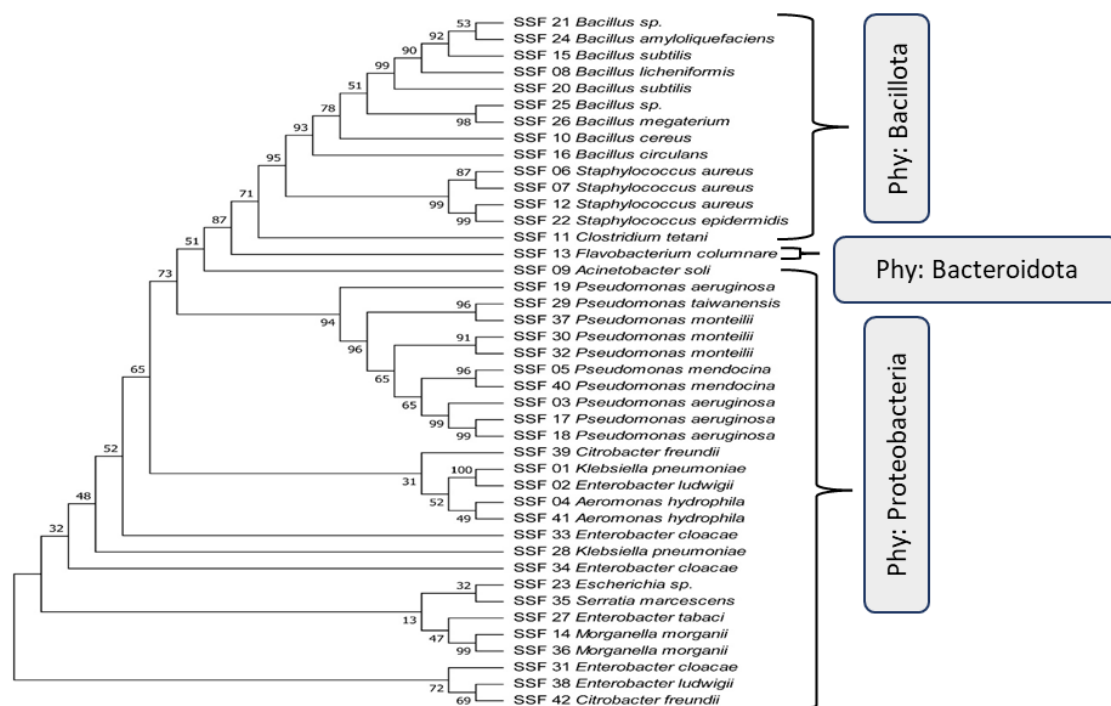 SSF 21 Bacillus sp.
SSF 24 Bacillus amyloliquefaciens
SSF 15 Bacillus subtilis
SSF 08 Bacillus licheniformis
SSF 20 Bacillus subtilis
SSF 25 Bacillus sp.
SSF 26 Bacillus megaterium
SSF 10 Bacillus cereus
SSF 16 Bacillus circulans
SSF 06 Staphylococcus aureus
SSF 07 Staphylococcus aureus
SSF 12 Staphylococcus aureus
SSF 22 Staphylococcus epidermidis
SSF 11 Clostridium tetani
SSF 13 Flavobacterium columnare
SSF 09 Acinetobacter soli
SSF 19 Pseudomonas aeruginosa
SSF 29 Pseudomonas taiwanensis
SSF 37 Pseudomonas monteilii
SSF 30 Pseudomonas monteilii
SSF 32 Pseudomonas monteilii
SSF 05 Pseudomonas mendocina
SSF 40 Pseudomonas mendocina
SSF 03 Pseudomonas aeruginosa
SSF 17 Pseudomonas aeruginosa
SSF 18 Pseudomonas aeruginosa
SSF 39 Citrobacter freundii
SSF 01 Klebsiella pneumoniae
SSF 02 Enterobacter ludwigii
SSF 04 Aeromonas hydrophila
SSF 41 Aeromonas hydrophila
SSF 33 Enterobacter cloacae
SSF 28 Klebsiella pneumoniae
SSF 34 Enterobacter cloacae
SSF 23 Escherichia sp.
SSF 35 Serratia marcescens
SSF 27 Enterobacter tabaci
SSF 14 Morganella morganii
SSF 36 Morganella morganii
SSF 31 Enterobacter cloacae
SSF 38 Enterobacter ludwigii
SSF 42 Citrobacter freundii
53
92
90
99
51
98
78
93
95
87
99
99
71
87
51
73
94
96
96
91
65
96
65
99
99
65
31
100
52
49
52
48
32
32
13
47
99
72
69
Phy: Bacillota
Phy: Bacteroidota
Phy: Proteobacteria